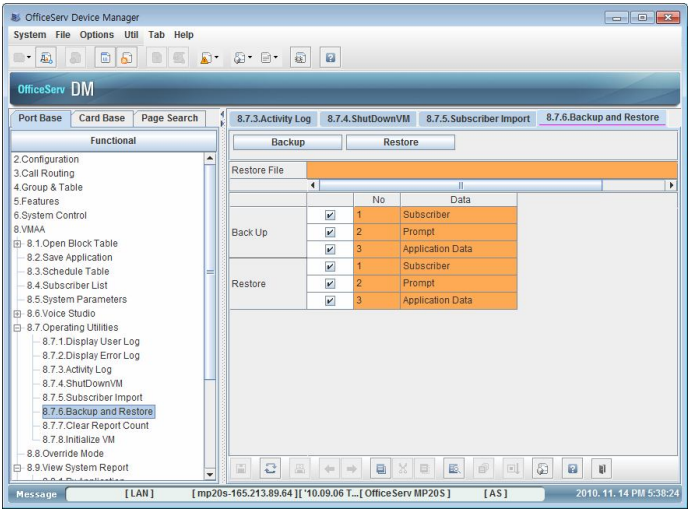 OfficeServ Device Manager
System File Options Util Tab Help
OfficeServ DM
Port Base Card Base Page Search
8.7.3.Activity Log 8.7.4.ShutDownVM 8.7.5.Subscriber Import 8.7.6.Backup and Restore
Functional
Backup Restore
2.Configuration
3.Call Routing
4.Group & Table
5.Features
6.System Control
8.VMAA
8.1.Open Block Table
8.2.Save Application
8.3.Schedule Table
8.4.Subscriber List
8.5.System Parameters
8.6.Voice Studio
8.7.Operating Utilities
8.7.1.Display User Log
8.7.2.Display Error Log
8.7.3.Activity Log
8.7.4.ShutDownVM
8.7.5.Subscriber Import
8.7.6.Backup and Restore
8.7.7.Clear Report Count
8.7.8.Initialize VM
8.8.Override Mode
8.9.View System Report
Restore File
No Data
Back Up
1 Subscriber
2 Prompt
3 Application Data
Restore
1 Subscriber
2 Prompt
3 Application Data
Message [LAN] [mp20s-165.213.89.64][ '10.09.06 T...[ OfficeServ MP20S ] [AS] 2010. 11. 14 PM 5:38:24